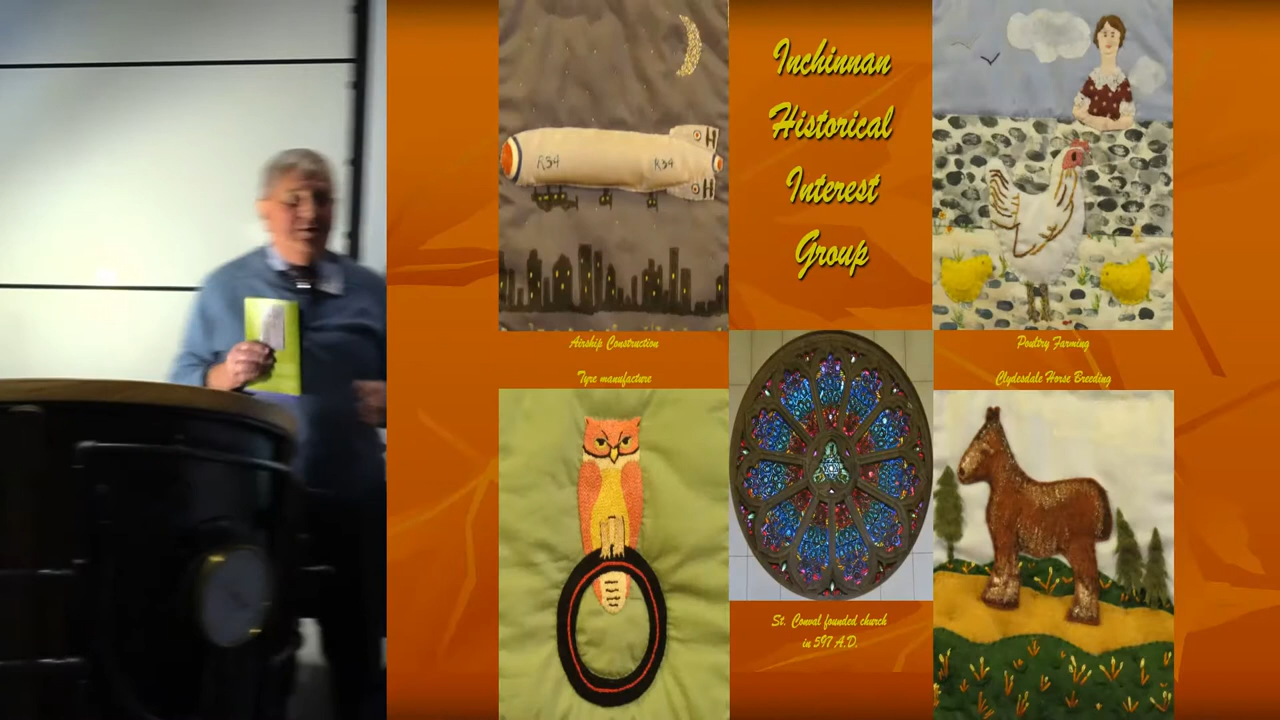 Inchinnan
Historical
Interest
Group
R34
R34
H
H
Airship Construction
Tyre manufacture
Poultry Farming
Clydesdale Horse Breeding
St. Conval founded church
in 597 A.D.